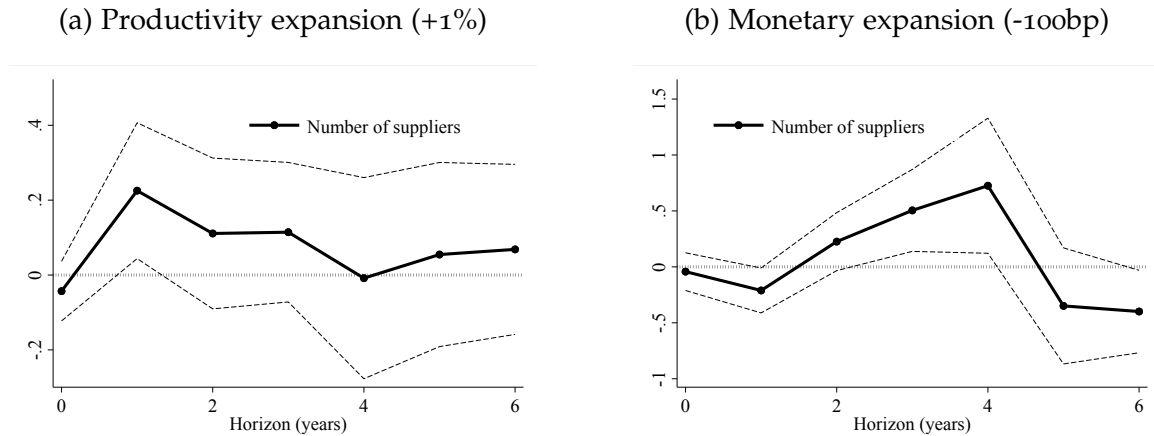 (a) Productivity expansion (+1%)
.4
.2
0
-.2
Number of suppliers
0 2 4 6
Horizon (years)
(b) Monetary expansion (-100bp)
1.5
1
.5
0
-.5
-1
Number of suppliers
0 2 4 6
Horizon (years)